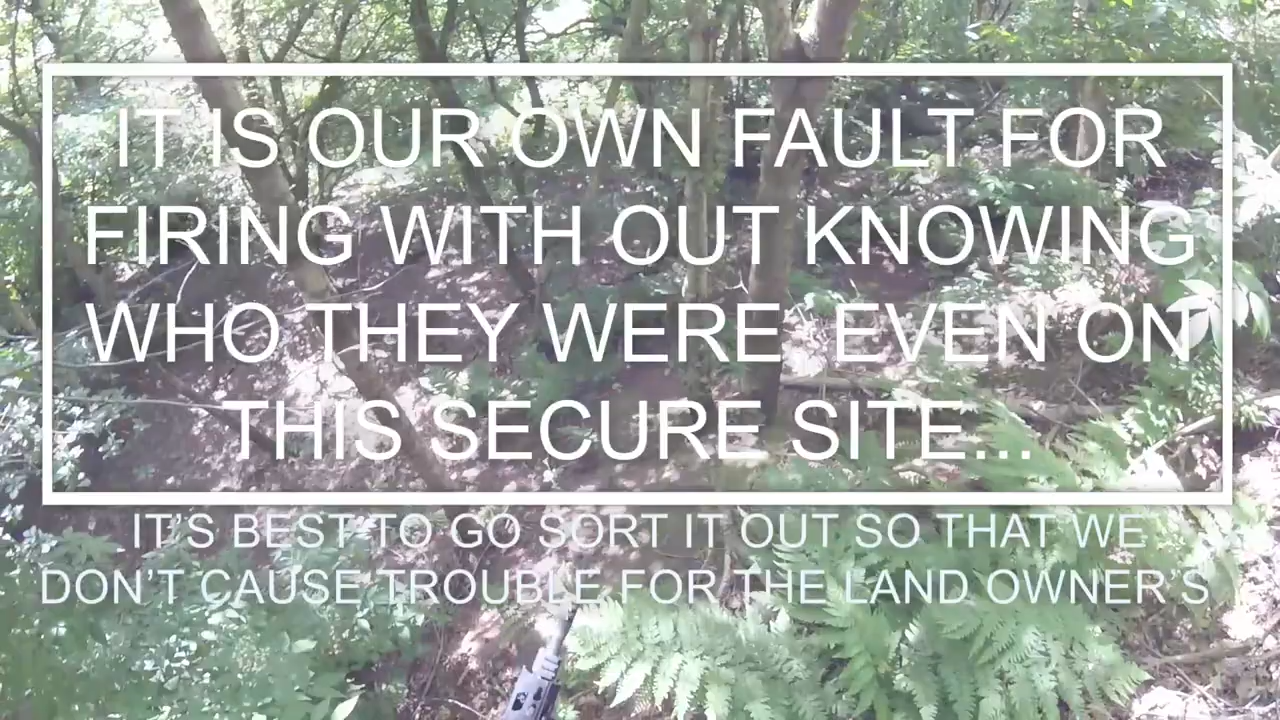 IT IS OUR OWN FAULT FOR
FIRING WITH OUT KNOWING
WHO THEY WERE EVEN ON
THIS SECURE SITE...
IT'S BEST TO GO SORT IT OUT SO THAT WE
DON'T CAUSE TROUBLE FOR THE LAND OWNER'S